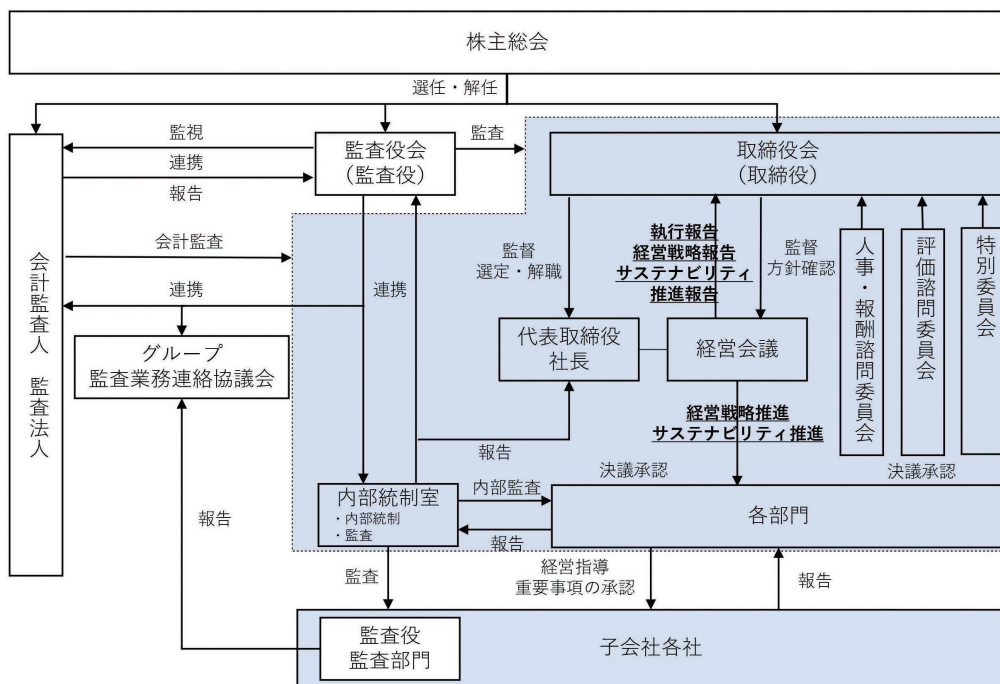 株主総会
選任・解任
監視
連携
報告
監査役会
(監査役)
監査
取締役会
(取締役)
会計監査人　監査法人
会計監査
連携
グループ
監査業務連絡協議会
連携
監督
選定・解職
執行報告
経営戦略報告
サステナビリティ
推進報告
監督
方針確認
人事・報酬諮問委員会
評価諮問委員会
特別委員会
代表取締役
社長
経営会議
報告
経営戦略推進
サステナビリティ推進
決議承認
決議承認
内部統制室
・内部統制
・監査
内部監査
報告
各部門
報告
監査
経営指導
重要事項の承認
報告
監査役
監査部門
子会社各社